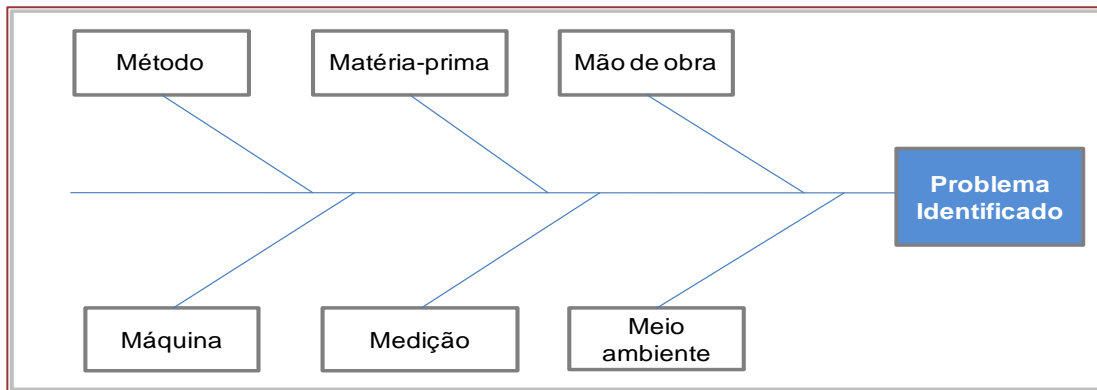 Método
Matéria-prima
Mão de obra
Problema
Identificado
Máquina
Medição
Meio
ambiente